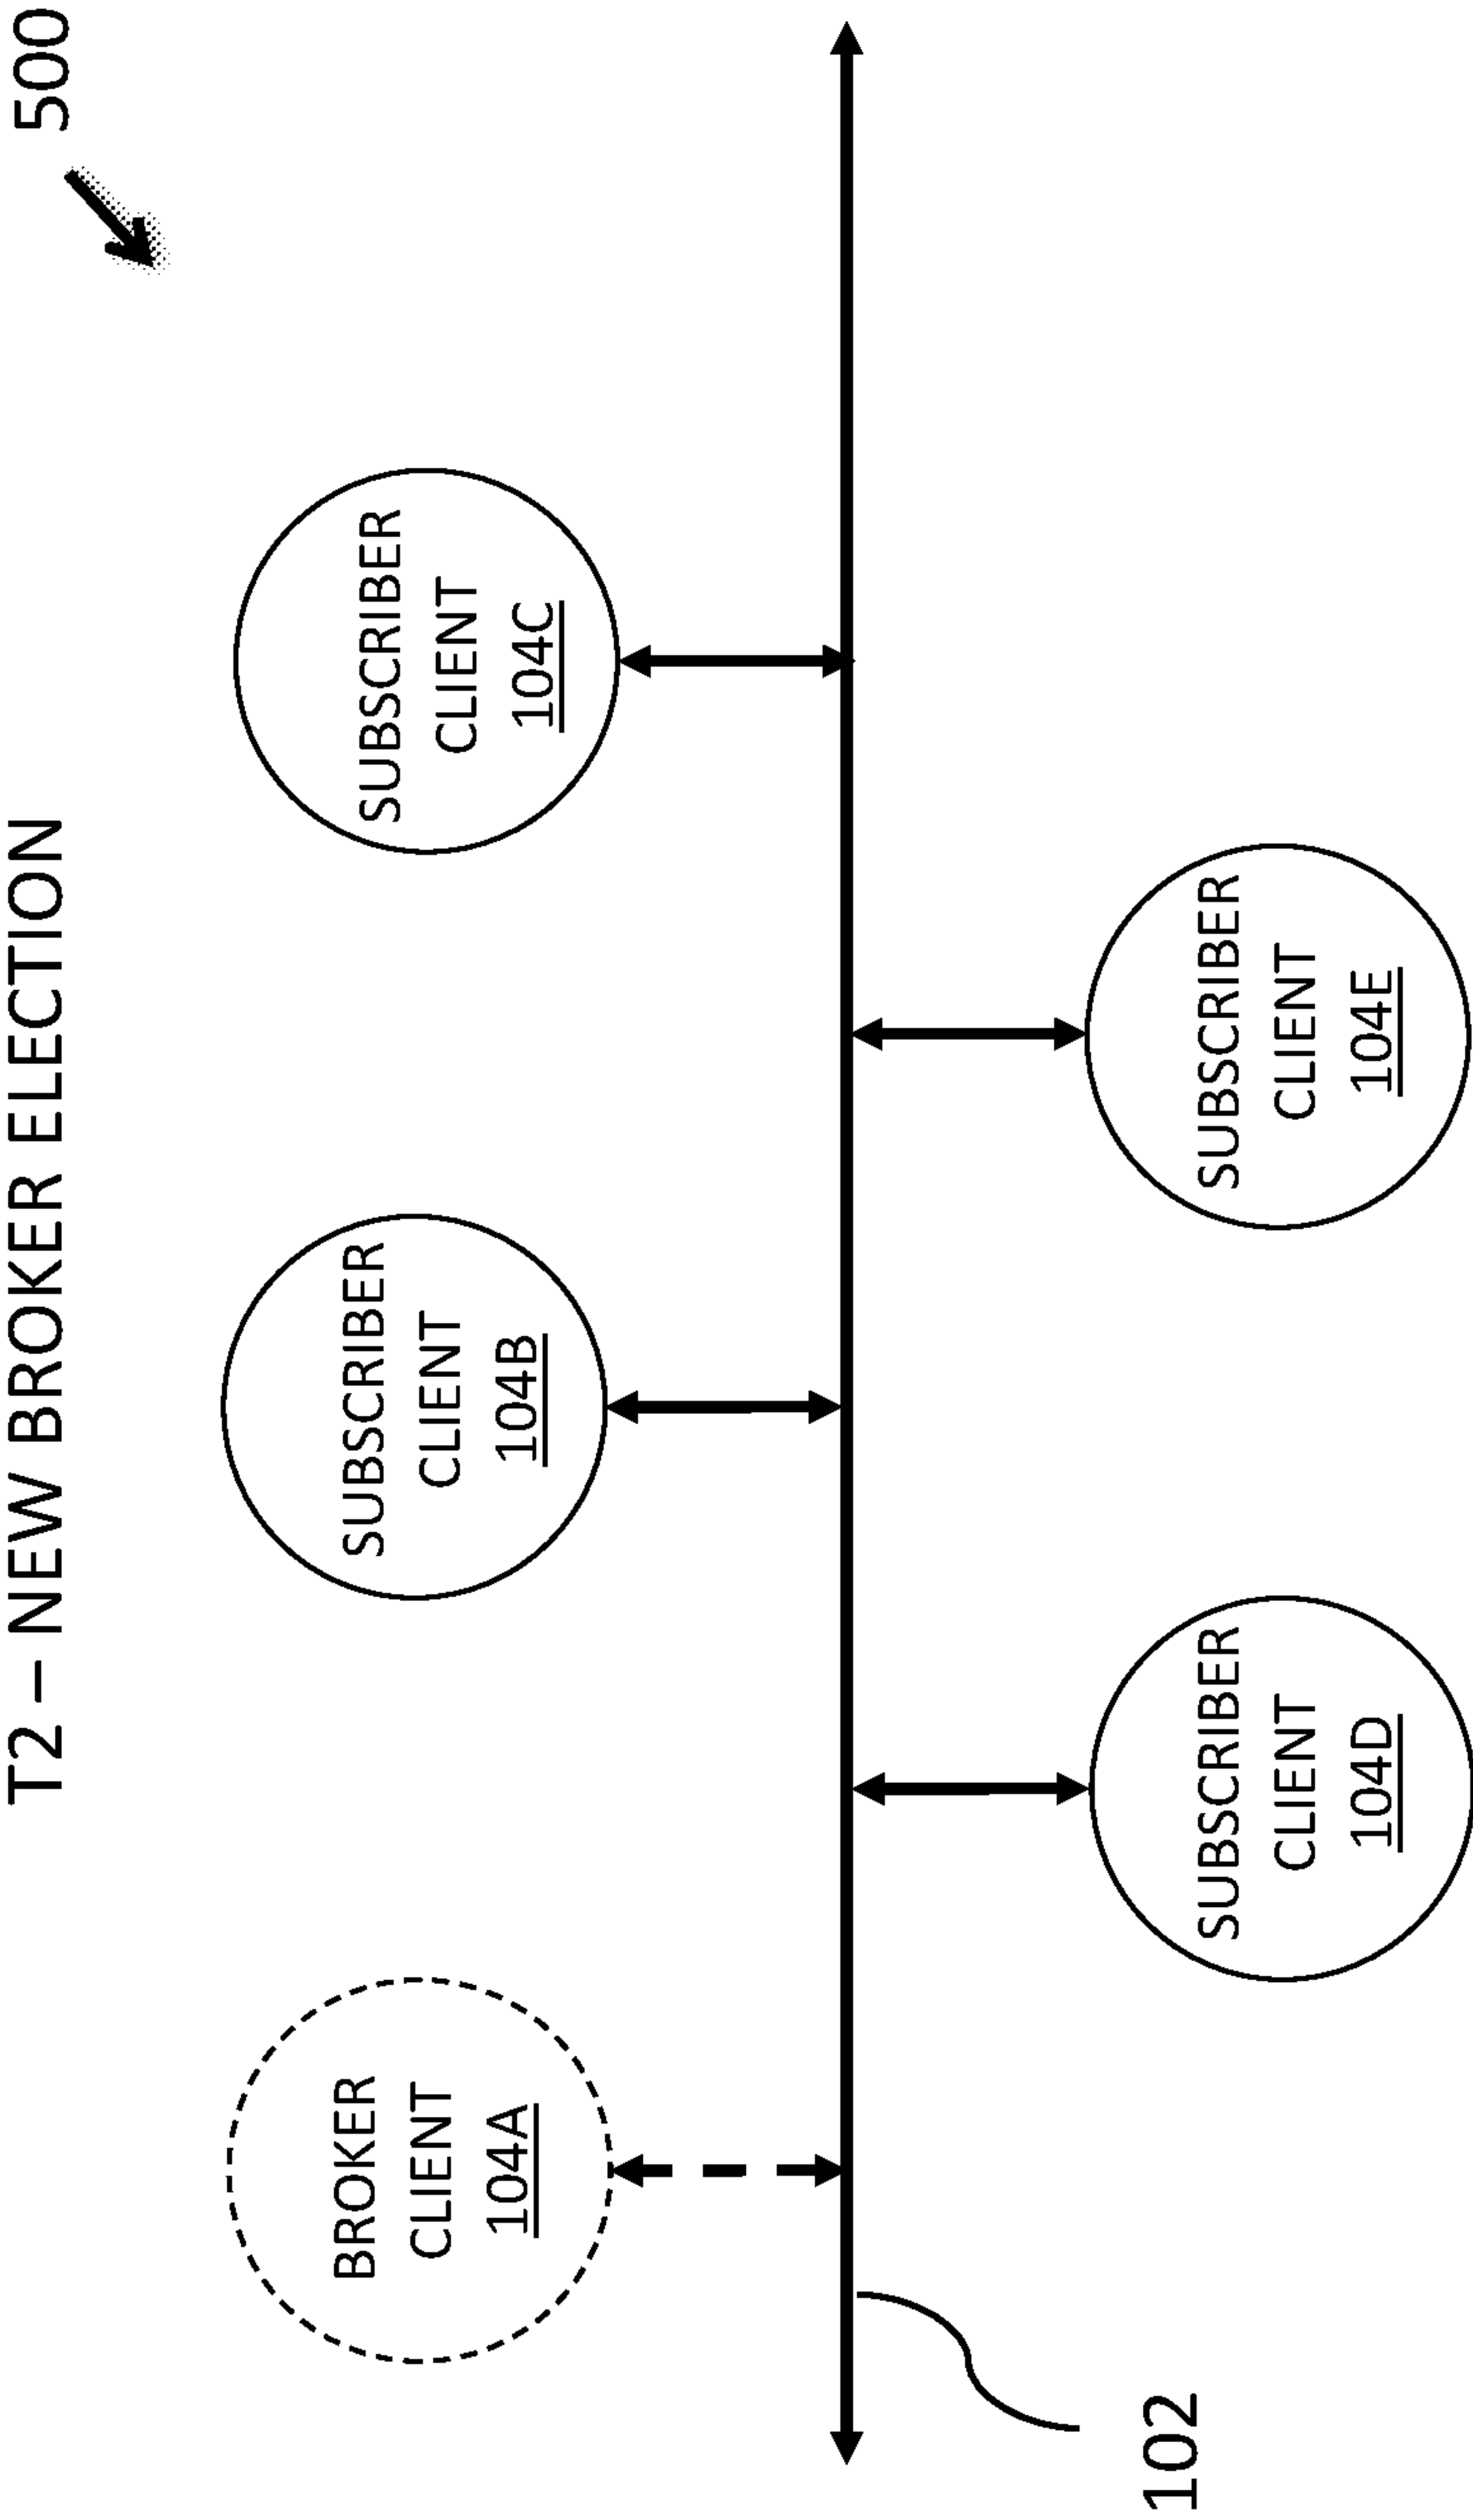 T2 – NEW BROKER ELECTION
500
BROKER
CLIENT
104A
SUBSCRIBER
CLIENT
104B
SUBSCRIBER
CLIENT
104C
102
SUBSCRIBER
CLIENT
104D
SUBSCRIBER
CLIENT
104E